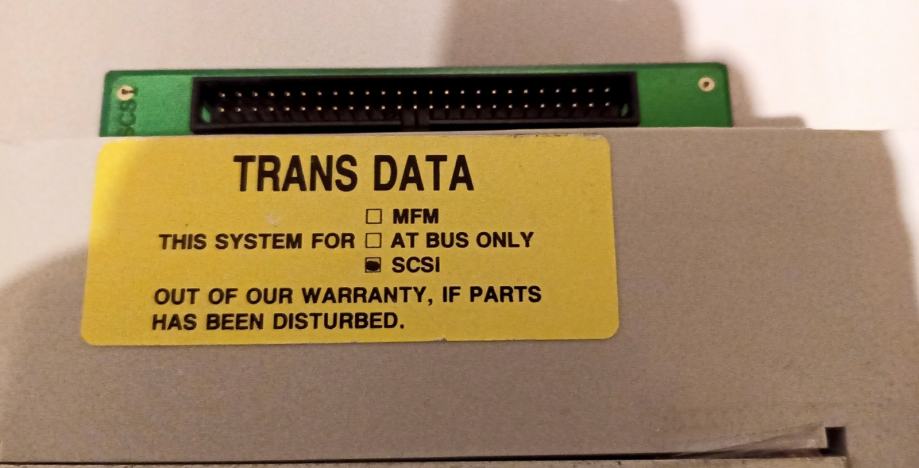 SCSI
TRANS DATA
☐ MFM
THIS SYSTEM FOR ☐ AT BUS ONLY
☒ SCSI
OUT OF OUR WARRANTY, IF PARTS
HAS BEEN DISTURBED.